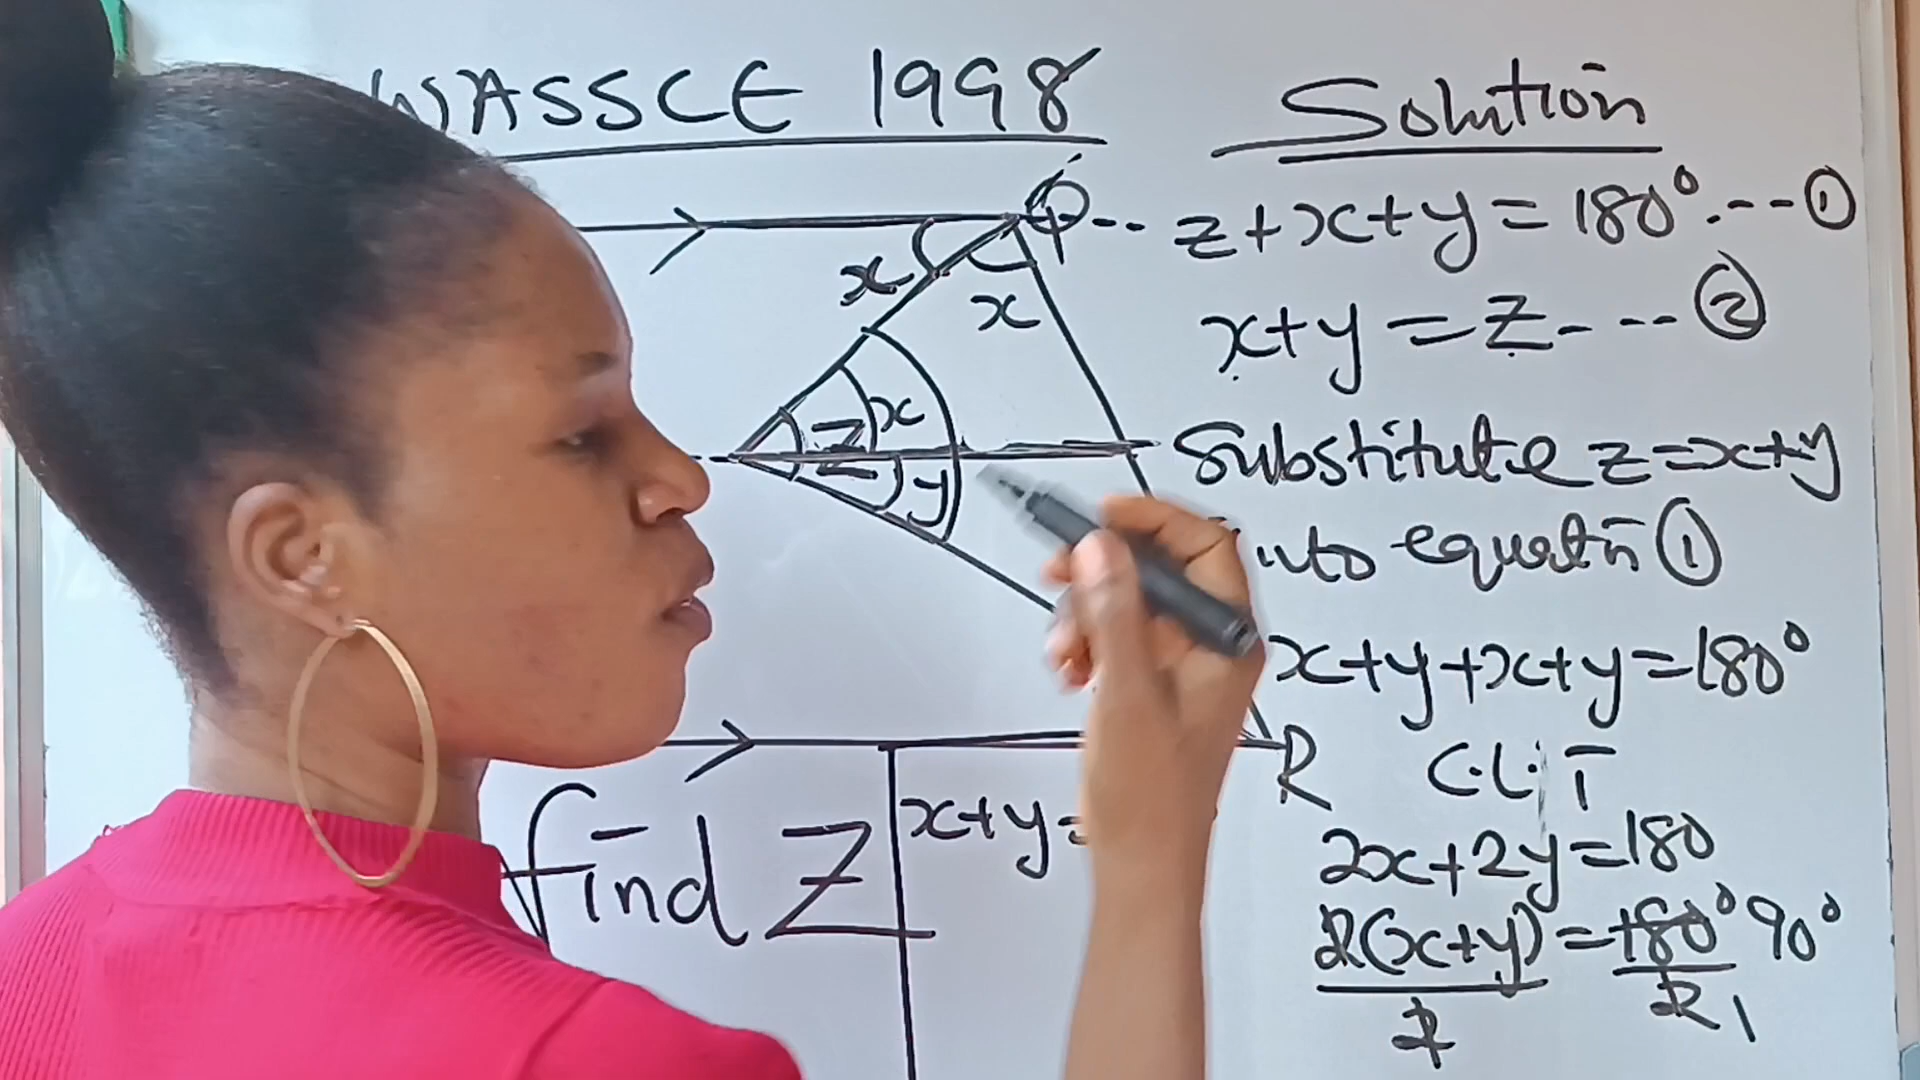 WASSCE 1998
P
x
x
Z x
y
R
find Z
x+y=
Solution
z+x+y=180°.---①
x+y=Z---②
Substitute z=x+y
into equatn ①
x+y+x+y=180°
C.L.T
2x+2y=180
2(x+y)=180° 90°
2 2 1